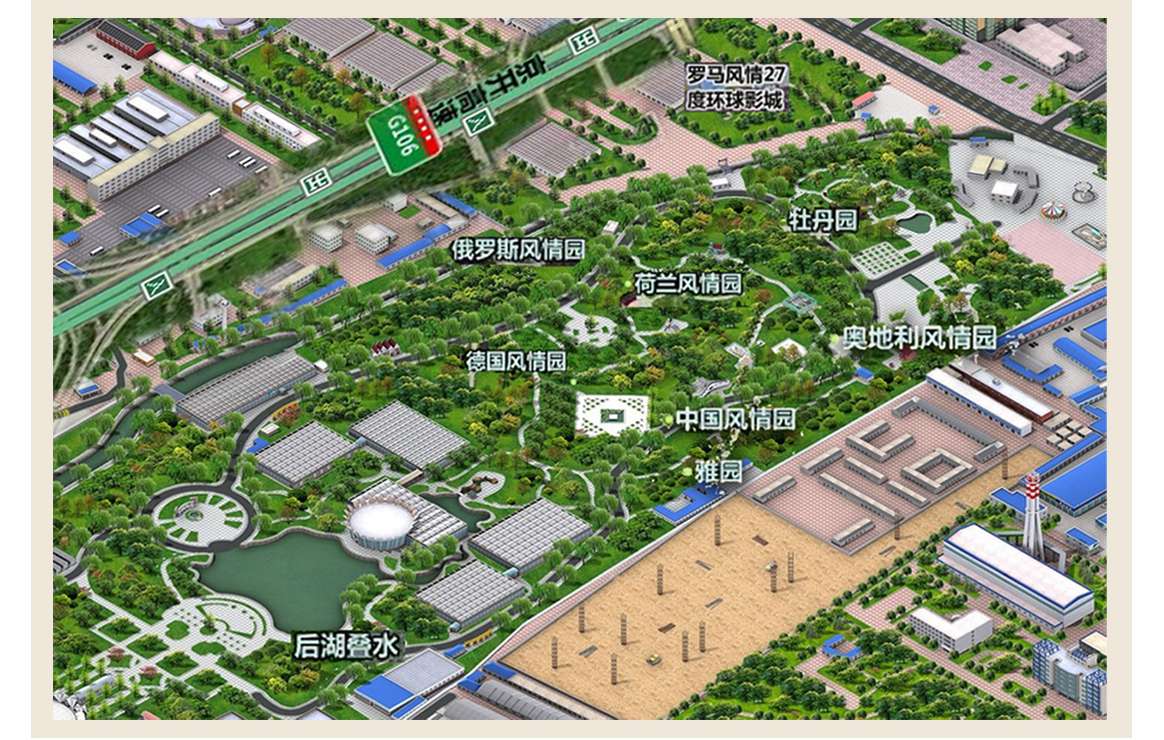 京开高速
G106
罗马风情27
度环球影城
牡丹园
俄罗斯风情园
荷兰风情园
奥地利风情园
德国风情园
中国风情园
雅园
后湖叠水